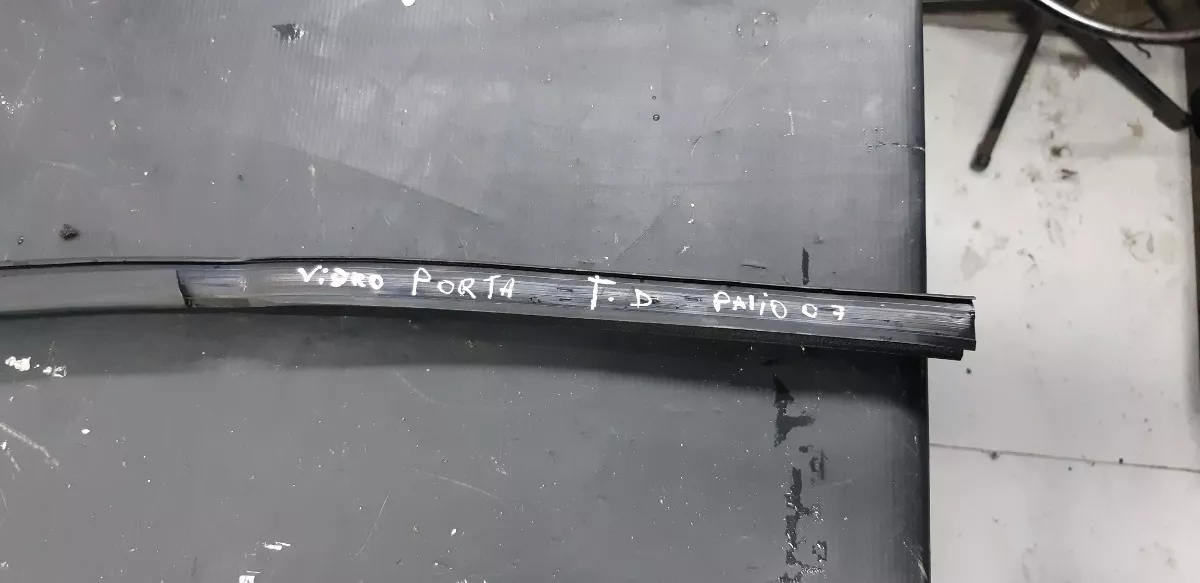 ViDRO PORTA T. D PAliO 07